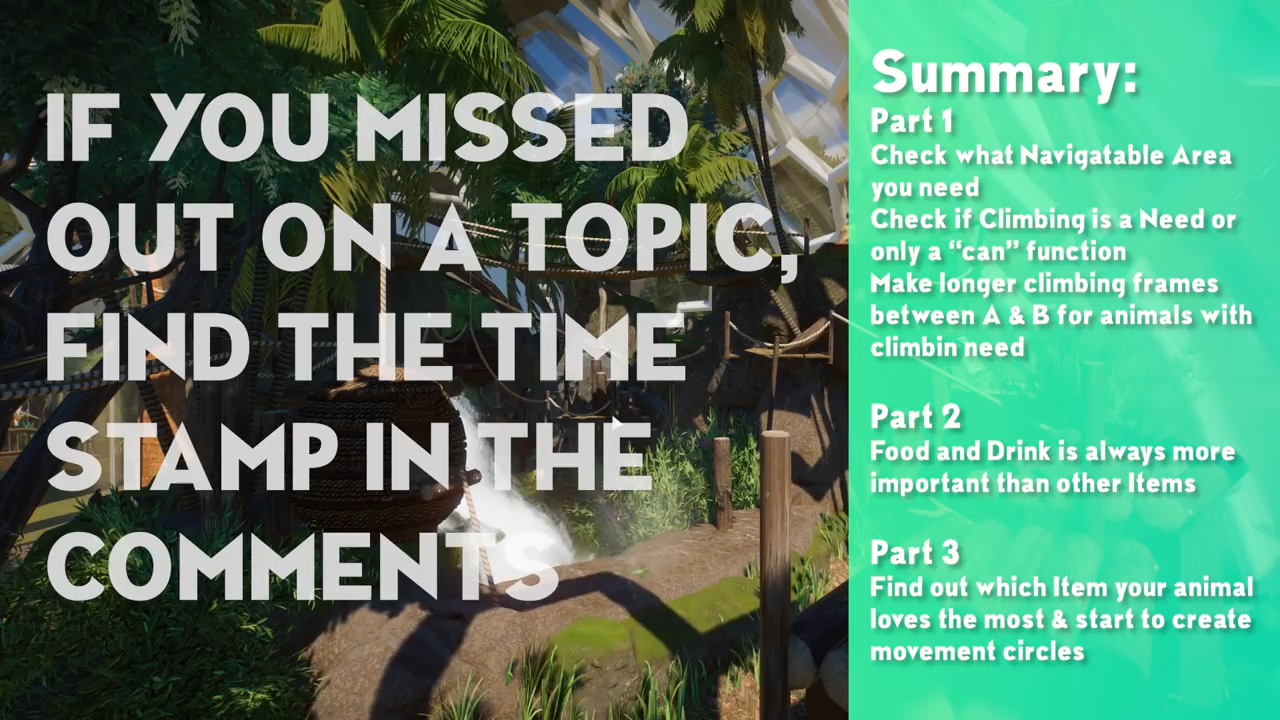 IF YOU MISSED
OUT ON A TOPIC,
FIND THE TIME
STAMP IN THE
COMMENTS
Summary:
Part 1
Check what Navigatable Area
you need
Check if Climbing is a Need or
only a “can” function
Make longer climbing frames
between A & B for animals with
climbin need
Part 2
Food and Drink is always more
important than other Items
Part 3
Find out which Item your animal
loves the most & start to create
movement circles